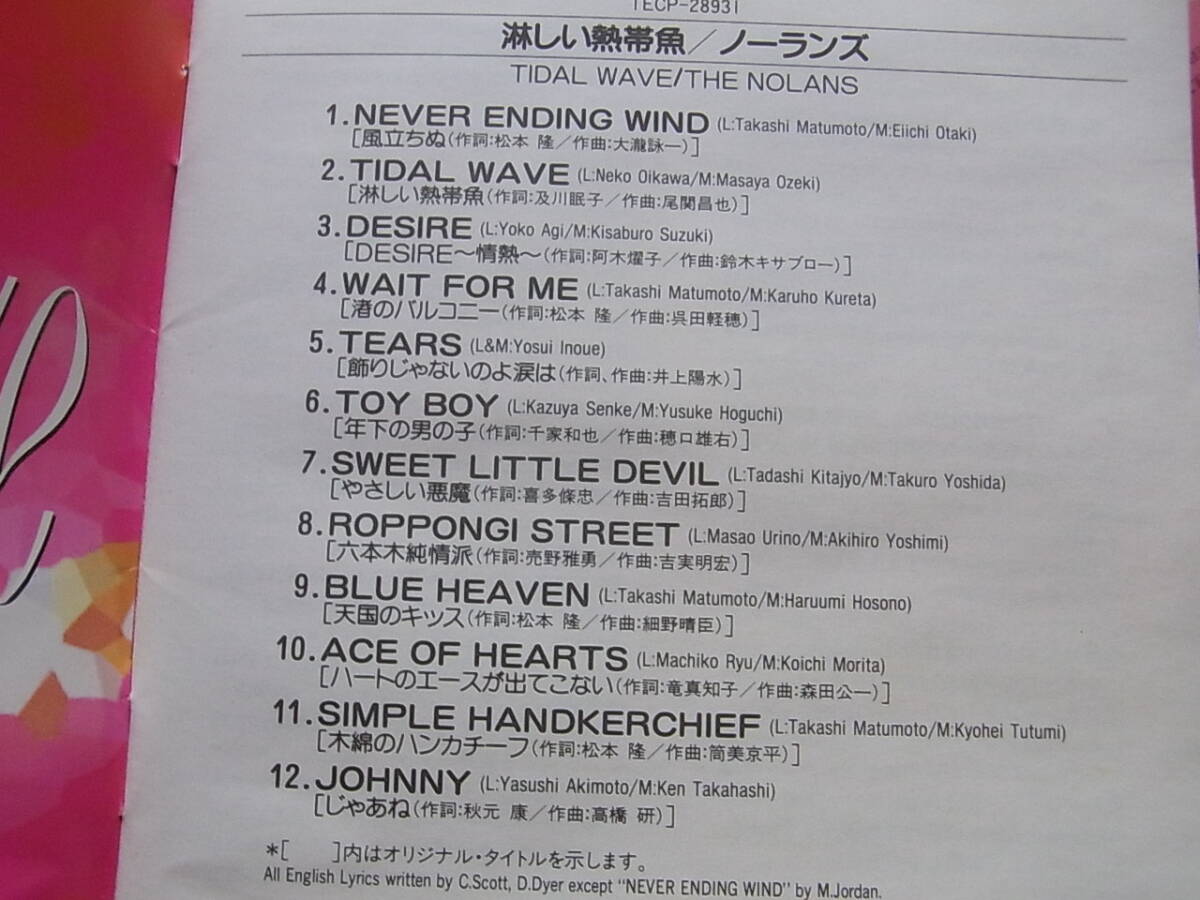 TECP-28931
淋しい熱帯魚／ノーランズ
TIDAL WAVE/THE NOLANS
1.NEVER ENDING WIND (L:Takashi Matumoto/M:Eiichi Otaki)
[風立ちぬ(作詞:松本 隆／作曲:大瀧詠一)]
2.TIDAL WAVE (L:Neko Oikawa/M:Masaya Ozeki)
[淋しい熱帯魚(作詞:及川眠子／作曲:尾関昌也)]
3.DESIRE (L:Yoko Agi/M:Kisaburo Suzuki)
[DESIRE〜情熱〜(作詞:阿木燿子／作曲:鈴木キサブロー)]
4.WAIT FOR ME (L:Takashi Matumoto/M:Karuho Kureta)
[渚のバルコニー(作詞:松本 隆／作曲:呉田軽穂)]
5.TEARS (L&M:Yosui Inoue)
[飾りじゃないのよ涙は(作詞、作曲:井上陽水)]
6.TOY BOY (L:Kazuya Senke/M:Yusuke Hoguchi)
[年下の男の子(作詞:千家和也／作曲:穂口雄右)]
7.SWEET LITTLE DEVIL (L:Tadashi Kitajyo/M:Takuro Yoshida)
[やさしい悪魔(作詞:喜多條忠／作曲:吉田拓郎)]
8.ROPPONGI STREET (L:Masao Urino/M:Akihiro Yoshimi)
[六本木純情派(作詞:売野雅勇／作曲:吉実明宏)]
9.BLUE HEAVEN (L:Takashi Matumoto/M:Haruumi Hosono)
[天国のキッス(作詞:松本 隆／作曲:細野晴臣)]
10.ACE OF HEARTS (L:Machiko Ryu/M:Koichi Morita)
[ハートのエースが出てこない(作詞:竜真知子／作曲:森田公一)]
11.SIMPLE HANDKERCHIEF (L:Takashi Matumoto/M:Kyohei Tutumi)
[木綿のハンカチーフ(作詞:松本 隆／作曲:筒美京平)]
12.JOHNNY (L:Yasushi Akimoto/M:Ken Takahashi)
[じゃあね(作詞:秋元 康／作曲:高橋 研)]
*[　　]内はオリジナル・タイトルを示します。
All English Lyrics written by C.Scott, D.Dyer except "NEVER ENDING WIND" by M.Jordan.